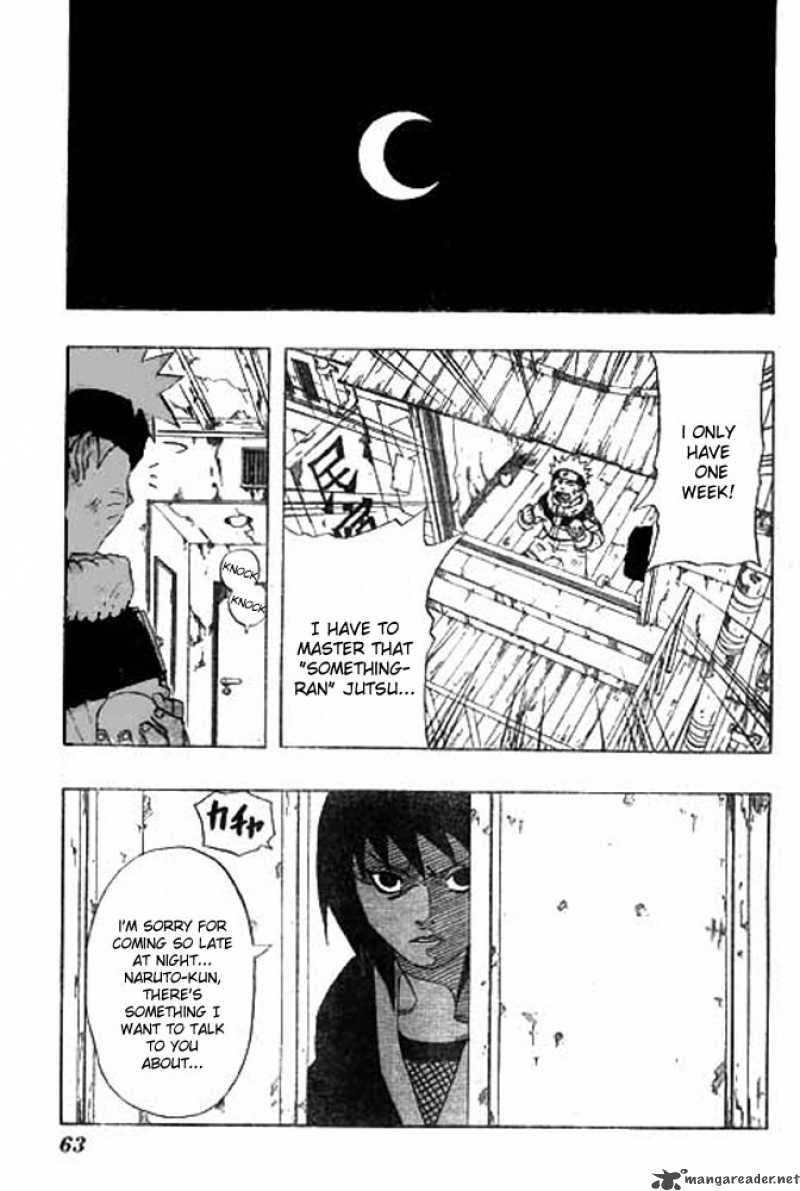 I ONLY
HAVE
ONE
WEEK!
I HAVE TO
MASTER THAT
"SOMETHING-
RAN" JUTSU...
KNOCK
KNOCK
カチャ
I'M SORRY FOR
COMING SO LATE
AT NIGHT...
NARUTO-KUN,
THERE'S
SOMETHING I
WANT TO TALK
TO YOU
ABOUT...
63
mangareader.net